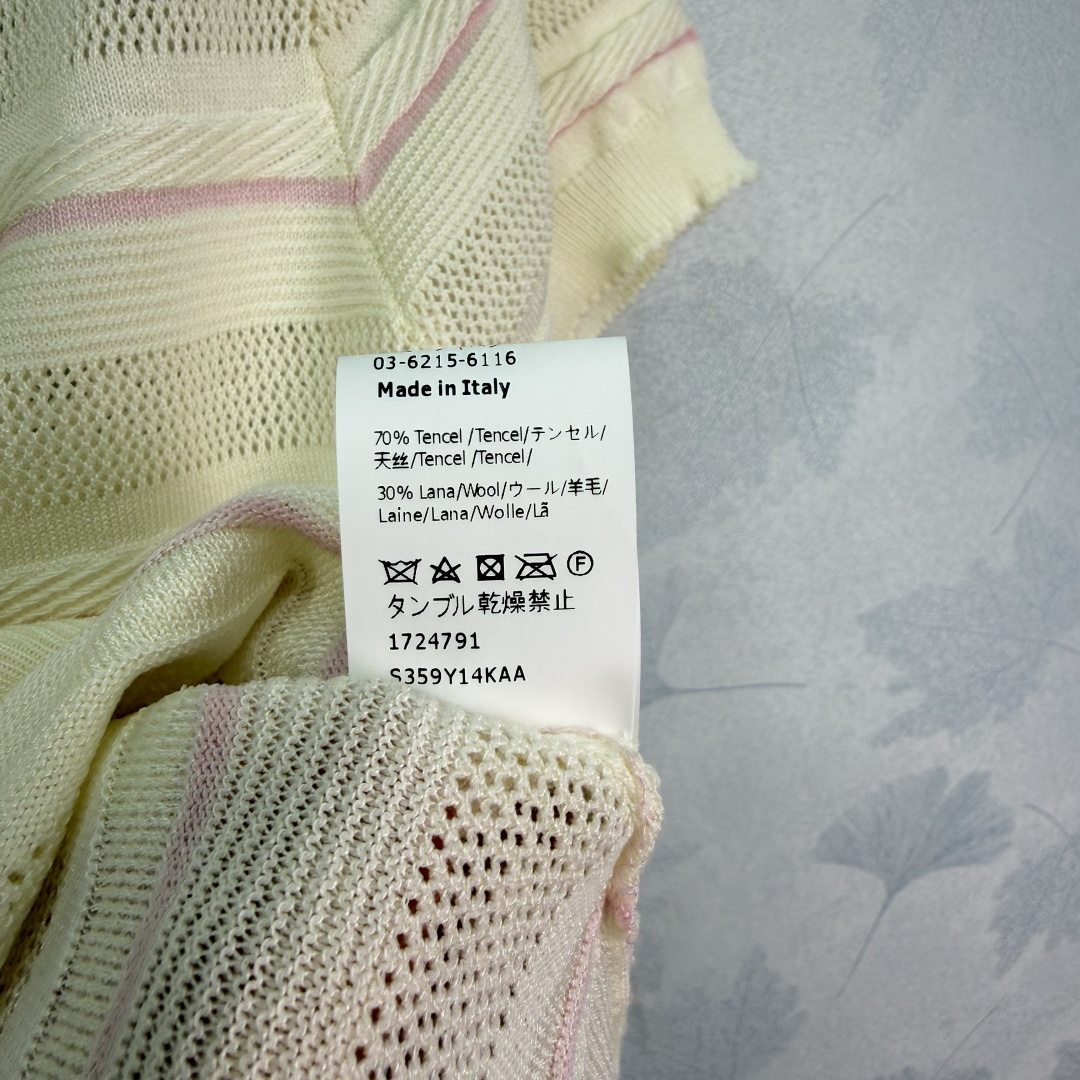 03-6215-6116
Made in Italy
70% Tencel /Tencel/テンセル/
天丝/Tencel /Tencel/
30% Lana/Wool/ウール/羊毛/
Laine/Lana/Wolle/Lã
F
タンブル乾燥禁止
1724791
S359Y14KAA